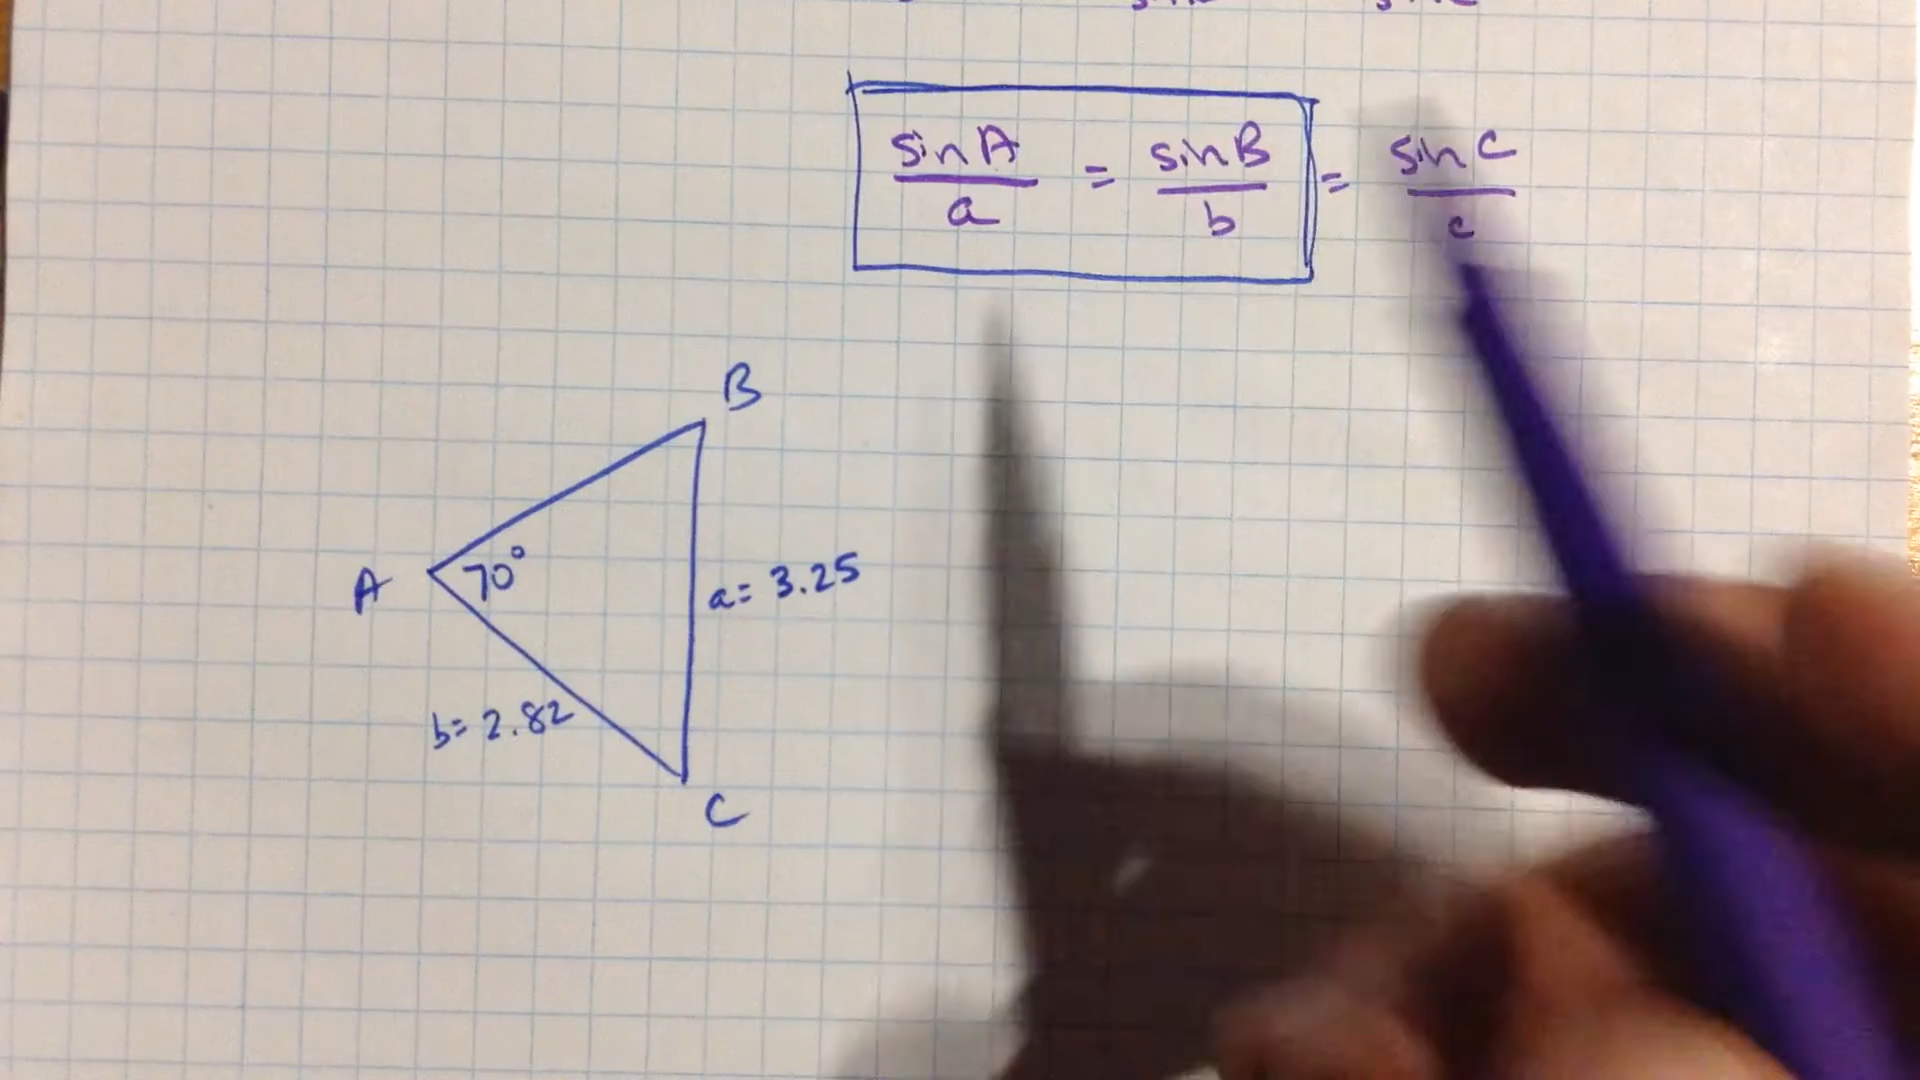 sin A / a = sin B / b = sin C / c
B
A 70° a = 3.25
b = 2.82
C